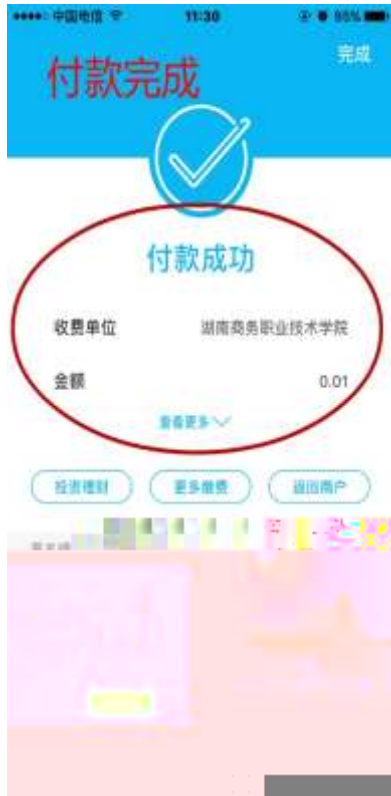 中国电信 11:30 95%
完成
付款完成
付款成功
收费单位 湖南商务职业技术学院
金额 0.01
查看更多
投资理财 更多缴费 返回商户